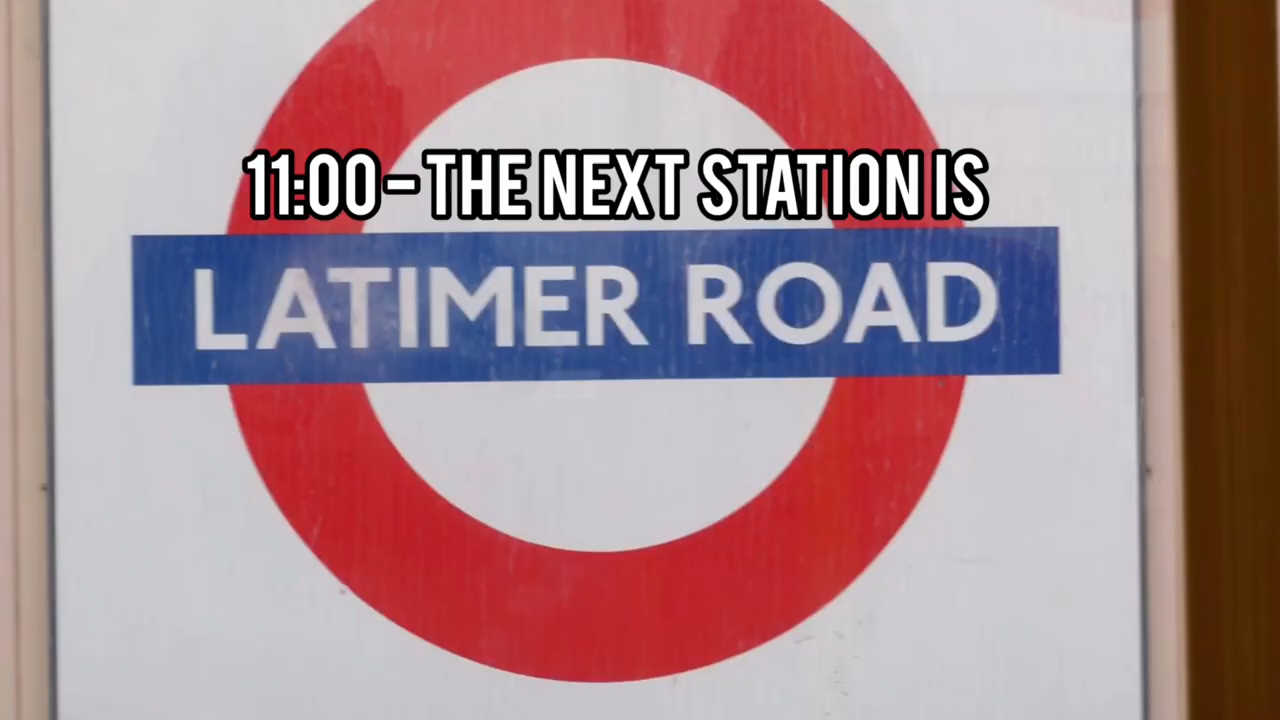 11:00 - THE NEXT STATION IS
LATIMER ROAD